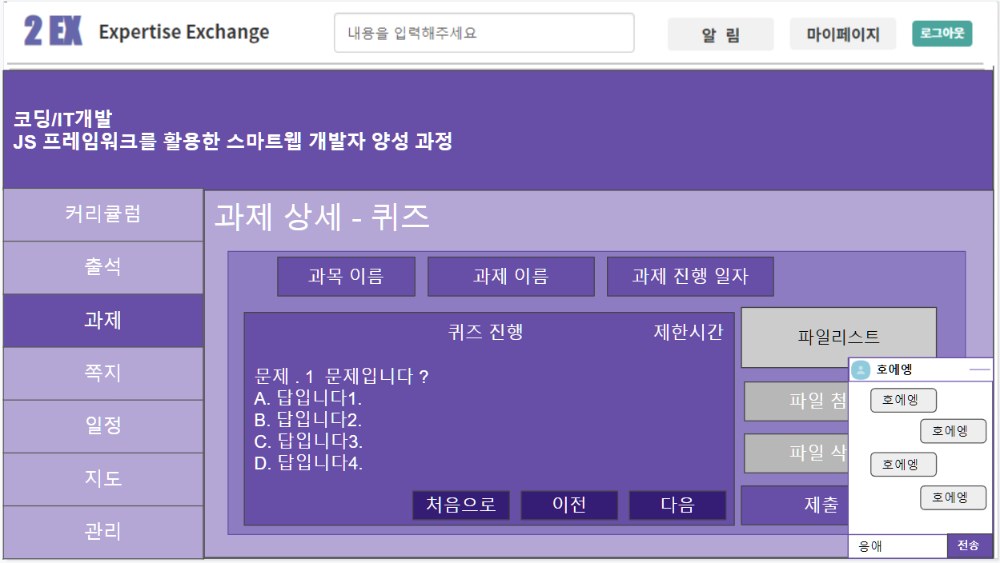 2 EX Expertise Exchange
내용을 입력해주세요
알 림
마이페이지
로그아웃
코딩/IT개발
JS 프레임워크를 활용한 스마트웹 개발자 양성 과정
커리큘럼
출석
과제
쪽지
일정
지도
관리
과제 상세 - 퀴즈
과목 이름
과제 이름
과제 진행 일자
퀴즈 진행
제한시간
문제 . 1 문제입니다 ?
A. 답입니다1.
B. 답입니다2.
C. 답입니다3.
D. 답입니다4.
처음으로
이전
다음
파일리스트
파일 첨
파일 삭
제출
호에엥
호에엥
호에엥
호에엥
호에엥
응애
전송